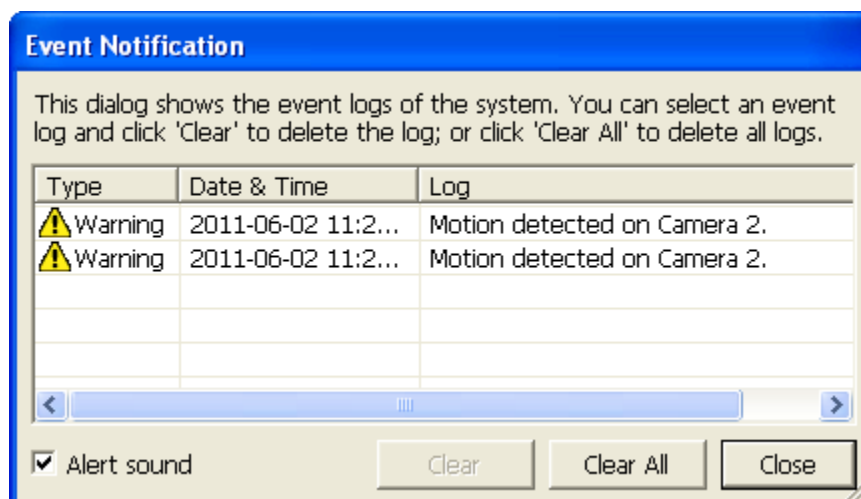 Event Notification
This dialog shows the event logs of the system. You can select an event
log and click 'Clear' to delete the log; or click 'Clear All' to delete all logs.
Type Date & Time Log
Warning 2011-06-02 11:2... Motion detected on Camera 2.
Warning 2011-06-02 11:2... Motion detected on Camera 2.
Alert sound Clear Clear All Close